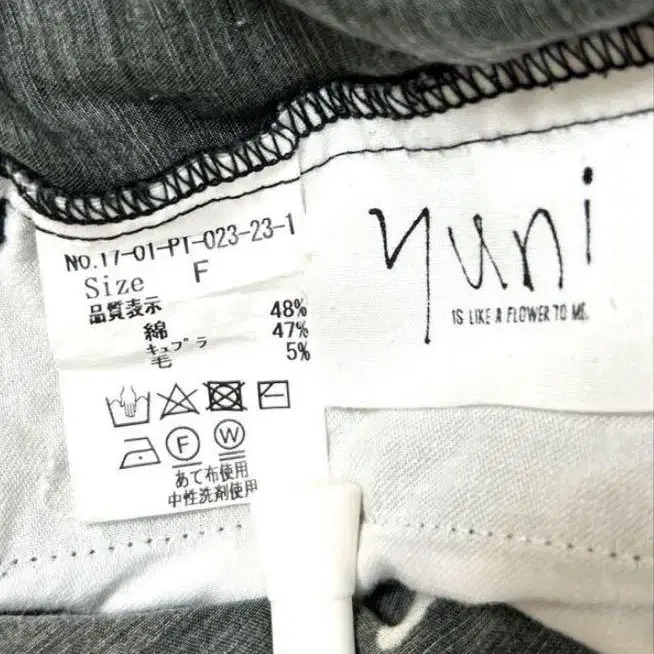 No.17-01-PT-023-23-1
Size F
品質表示
綿 48%
キュプラ 47%
毛 5%
F W
あて布使用
中性洗剤使用
yuni
IS LIKE A FLOWER TO ME.